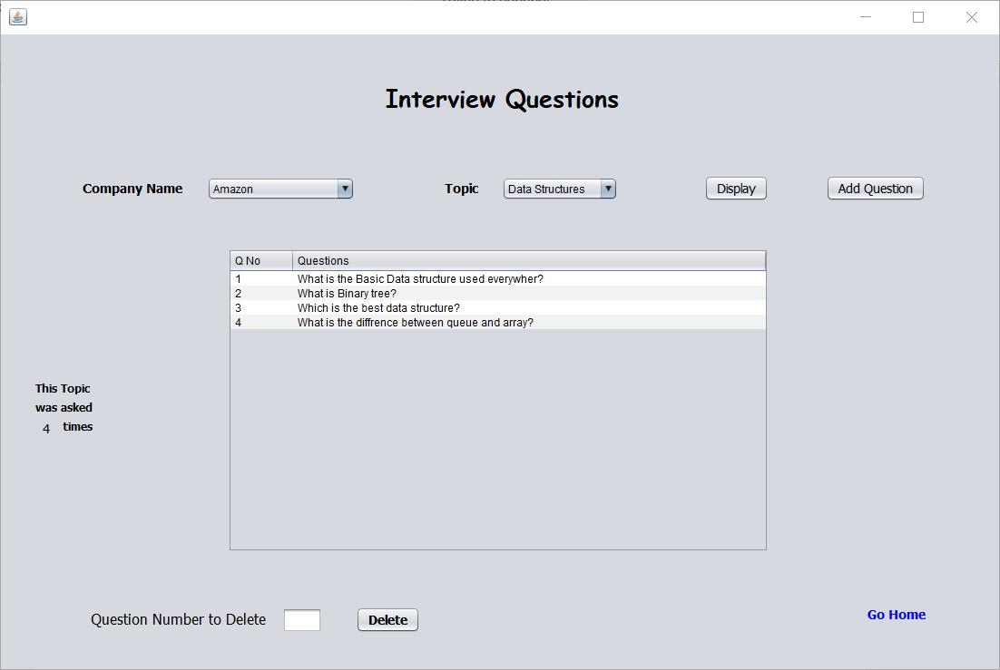 Interview Questions
Company Name Amazon Topic Data Structures Display Add Question
Q No Questions
1 What is the Basic Data structure used everywher?
2 What is Binary tree?
3 Which is the best data structure?
4 What is the diffrence between queue and array?
This Topic
was asked
4 times
Question Number to Delete Delete Go Home